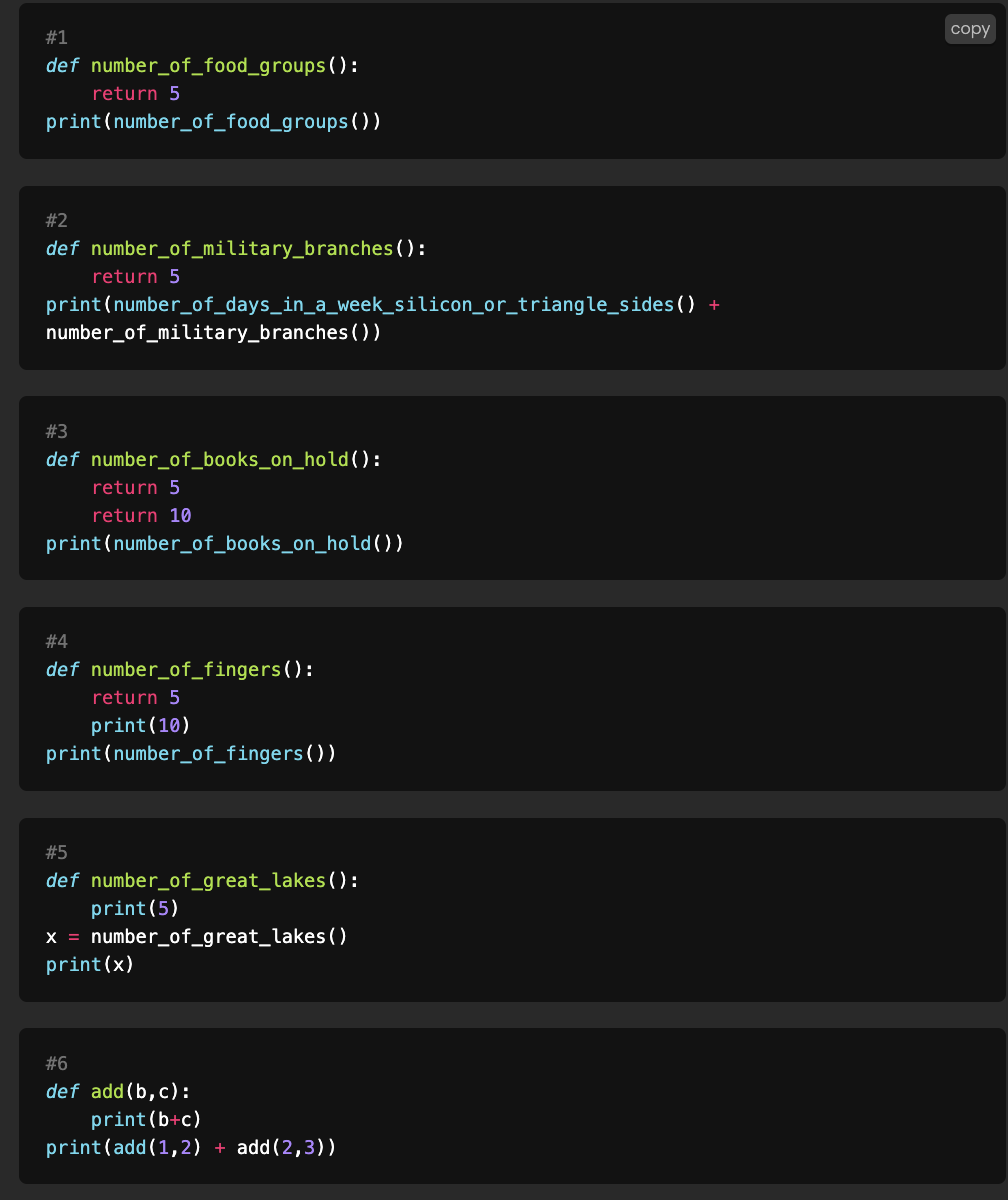 copy
#1
def number_of_food_groups():
    return 5
print(number_of_food_groups())
#2
def number_of_military_branches():
    return 5
print(number_of_days_in_a_week_silicon_or_triangle_sides() +
number_of_military_branches())
#3
def number_of_books_on_hold():
    return 5
    return 10
print(number_of_books_on_hold())
#4
def number_of_fingers():
    return 5
    print(10)
print(number_of_fingers())
#5
def number_of_great_lakes():
    print(5)
x = number_of_great_lakes()
print(x)
#6
def add(b,c):
    print(b+c)
print(add(1,2) + add(2,3))